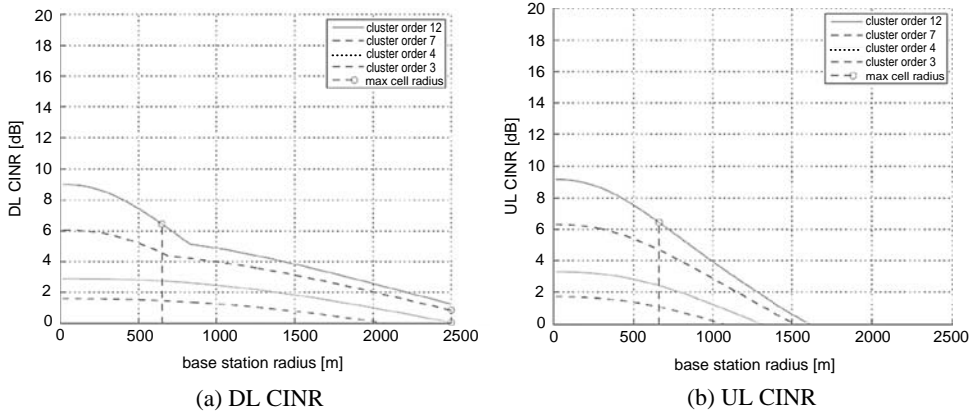 20
18
16
14
12
10
8
6
4
2
0
DL CINR [dB]
cluster order 12
cluster order 7
cluster order 4
cluster order 3
max cell radius
0 500 1000 1500 2000 2500
base station radius [m]
(a) DL CINR
20
18
16
14
12
10
8
6
4
2
0
UL CINR [dB]
cluster order 12
cluster order 7
cluster order 4
cluster order 3
max cell radius
0 500 1000 1500 2000 2500
base station radius [m]
(b) UL CINR